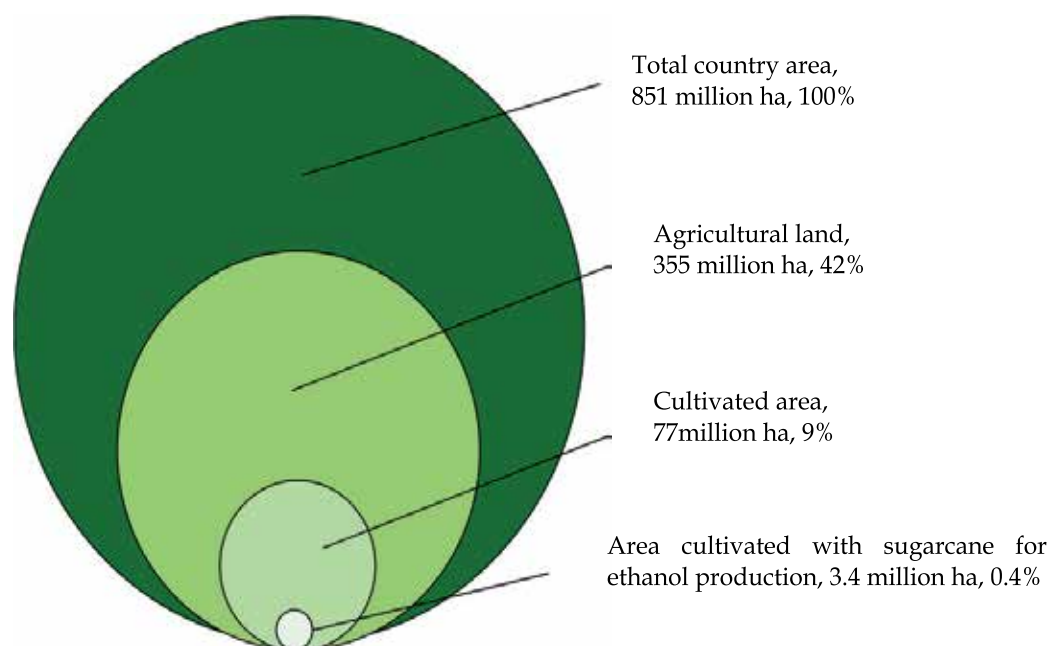 Total country area,
851 million ha, 100%
Agricultural land,
355 million ha, 42%
Cultivated area,
77million ha, 9%
Area cultivated with sugarcane for
ethanol production, 3.4 million ha, 0.4%